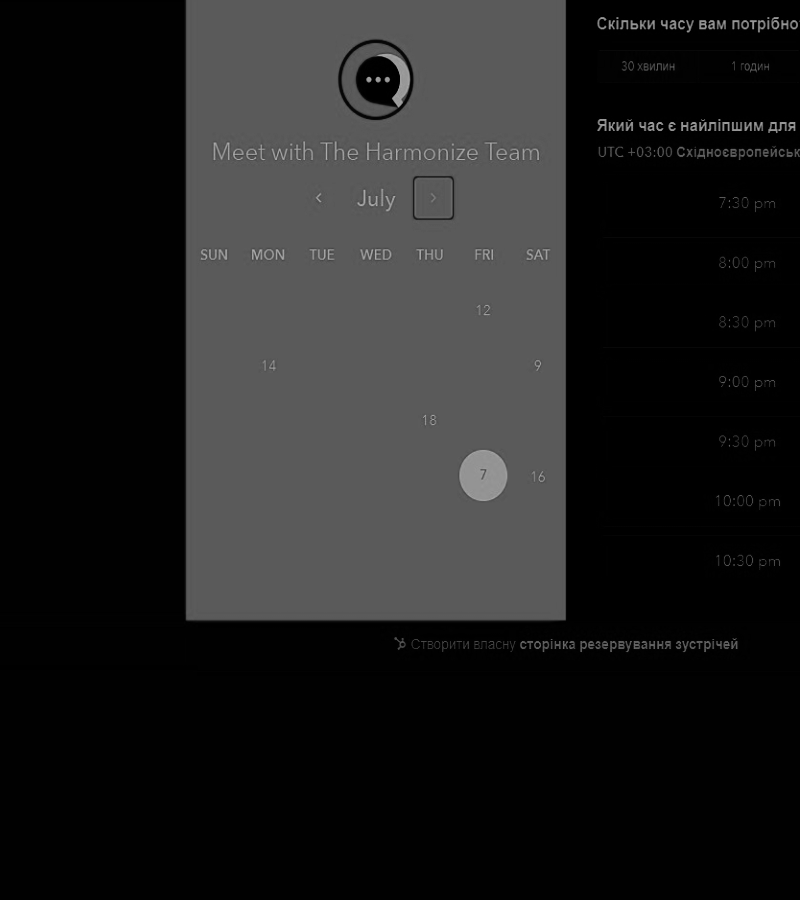 Meet with The Harmonize Team
July
SUN MON TUE WED THU FRI SAT
12
14 9
18
7 16
Скільки часу вам потрібно
30 хвилин 1 годин
Який час є найліпшим для
UTC +03:00 Східноєвропейськ
7:30 pm
8:00 pm
8:30 pm
9:00 pm
9:30 pm
10:00 pm
10:30 pm
Створити власну сторінка резервування зустрічей